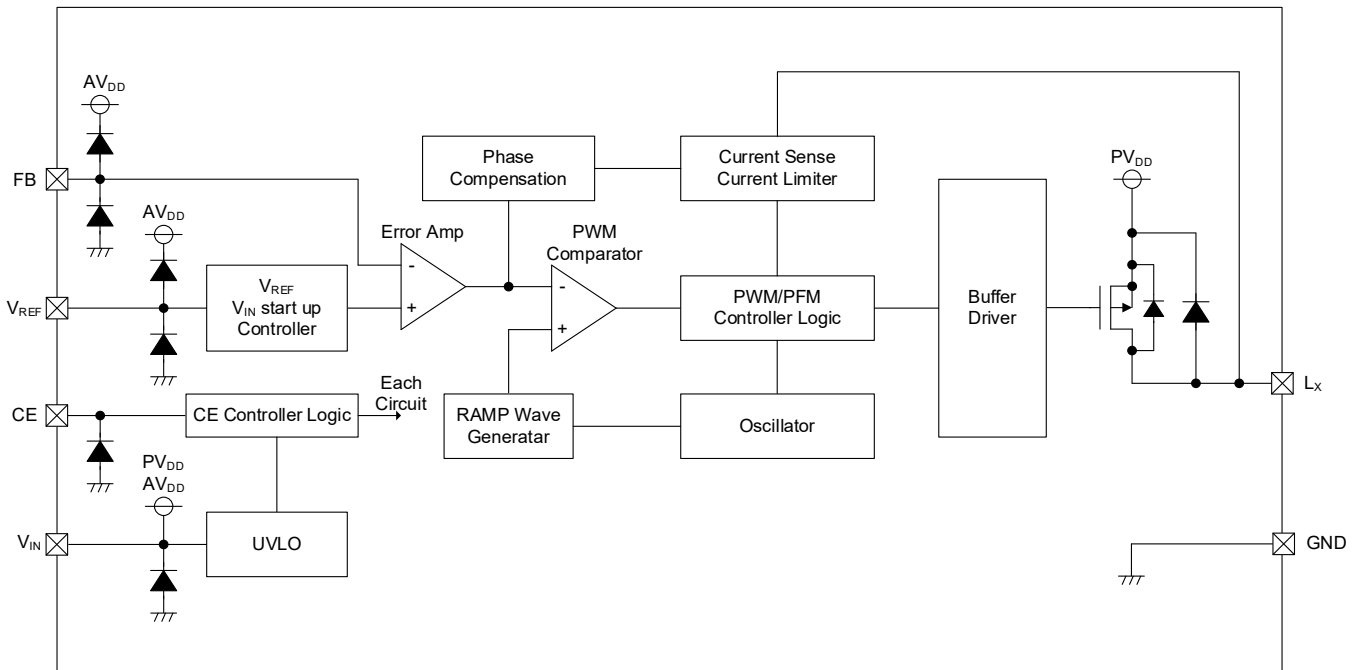 AVDD
FB
Phase
Compensation
Current Sense
Current Limiter
PVDD
AVDD
Error Amp
PWM
Comparator
-
+
-
+
VREF
VREF
VIN start up
Controller
PWM/PFM
Controller Logic
Buffer
Driver
LX
CE
CE Controller Logic
Each
Circuit
RAMP Wave
Generatar
Oscillator
PVDD
AVDD
VIN
UVLO
GND